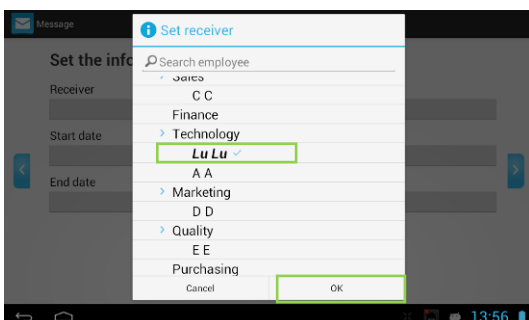 Message
Set receiver
Set the info
Search employee
Sales
C C
Receiver
Finance
Start date
Technology
Lu Lu
A A
End date
Marketing
D D
Quality
E E
Purchasing
Cancel
OK
13:56